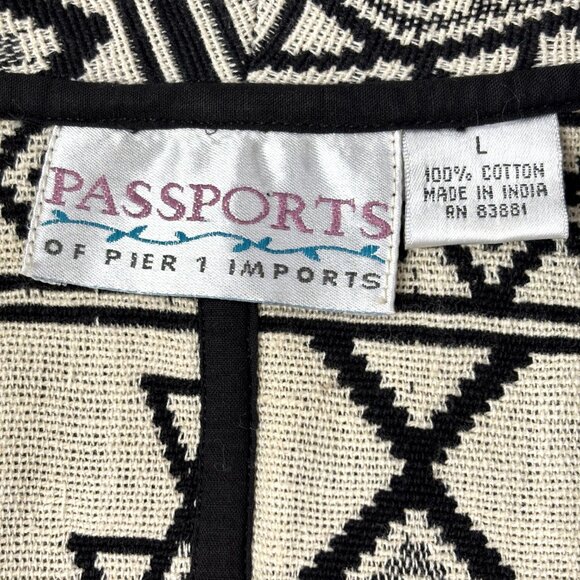 PASSPORTS
OF PIER 1 IMPORTS
L
100% COTTON
MADE IN INDIA
RN 83881